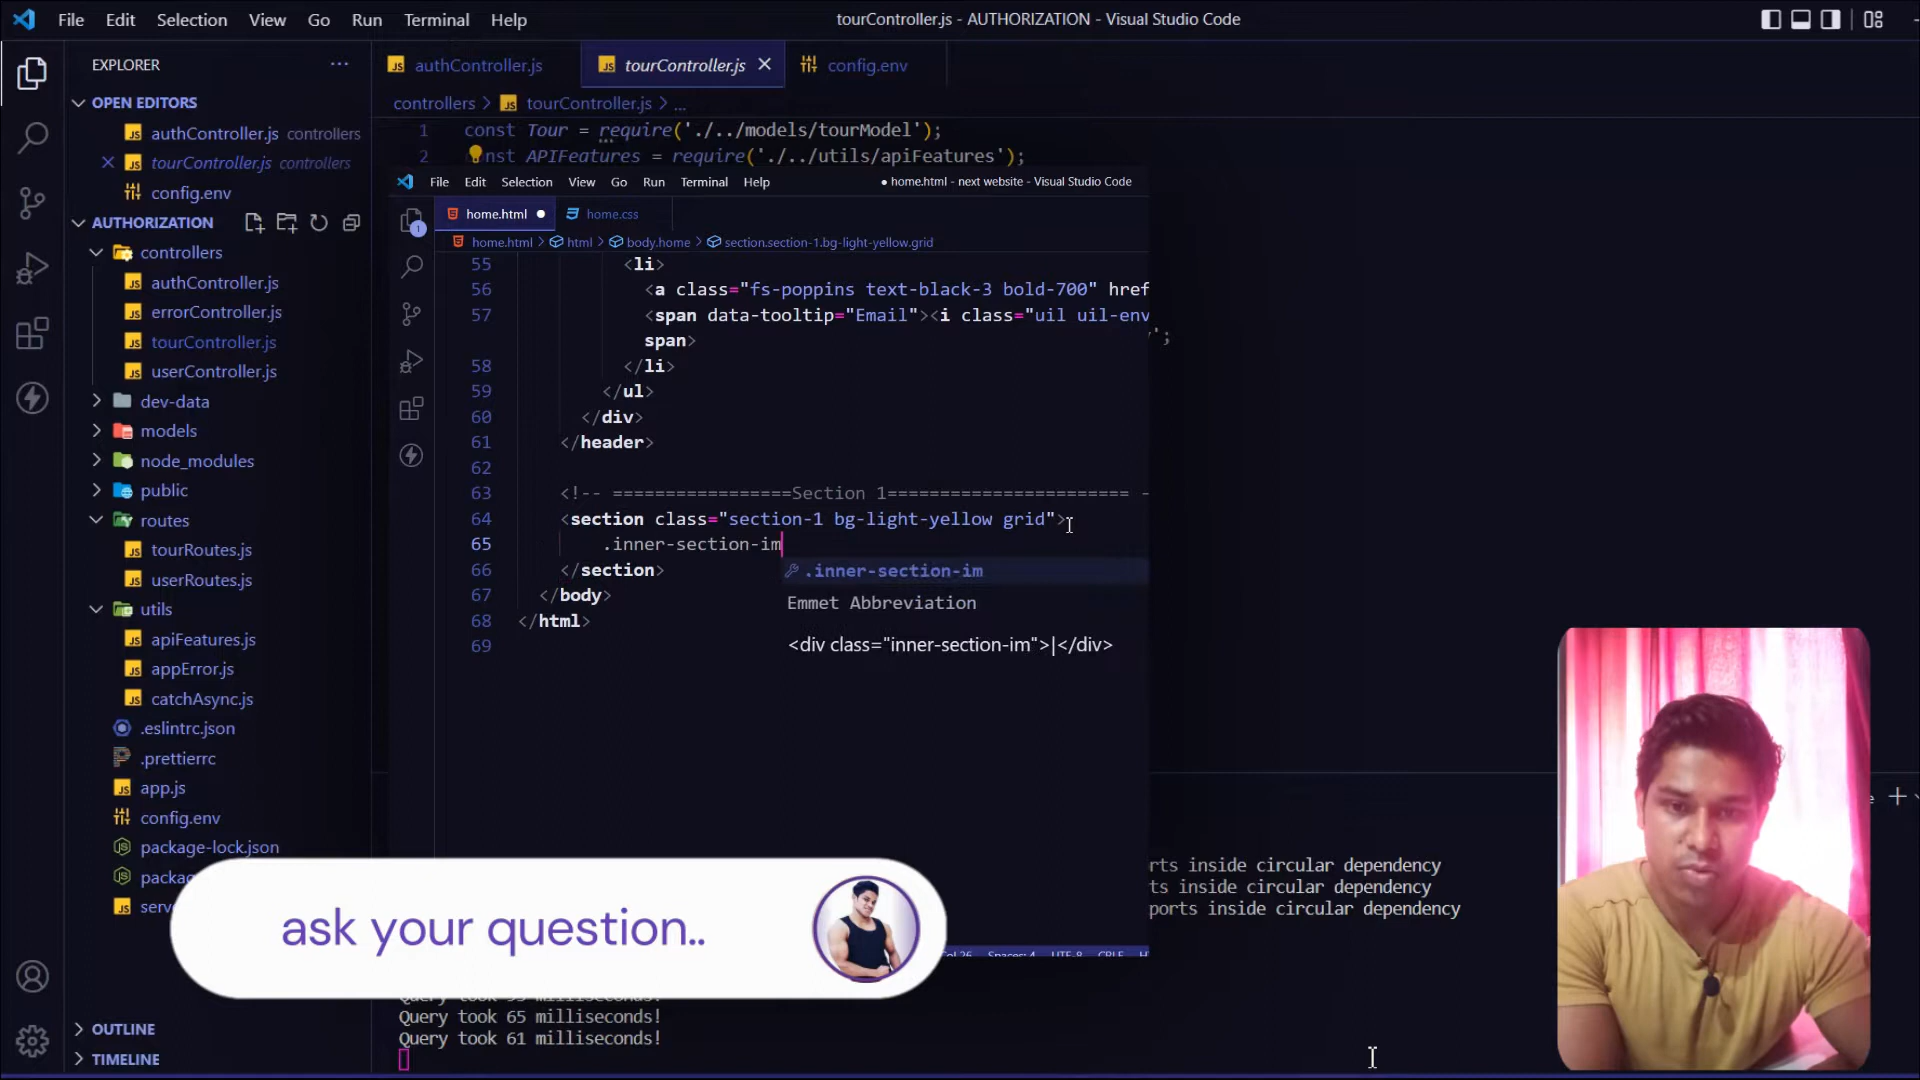 File Edit Selection View Go Run Terminal Help
tourController.js - AUTHORIZATION - Visual Studio Code
EXPLORER
OPEN EDITORS
authController.js controllers
tourController.js controllers
config.env
AUTHORIZATION
controllers
authController.js
errorController.js
tourController.js
userController.js
dev-data
models
node_modules
public
routes
tourRoutes.js
userRoutes.js
utils
apiFeatures.js
appError.js
catchAsync.js
.eslintrc.json
.prettierrc
app.js
config.env
package-lock.json
packa
serv
OUTLINE
TIMELINE
authController.js
tourController.js
config.env
controllers > tourController.js > ...
1 const Tour = require('./../models/tourModel');
2 nst APIFeatures = require('./../utils/apiFeatures');
File Edit Selection View Go Run Terminal Help
● home.html - next website - Visual Studio Code
1
home.html ●
home.css
home.html > html > body.home > section.section-1.bg-light-yellow.grid
55 <li>
56 <a class="fs-poppins text-black-3 bold-700" href
57 <span data-tooltip="Email"><i class="uil uil-env
span>
';
58 </li>
59 </ul>
60 </div>
61 </header>
62
63 <!-- =================Section 1======================= -
64 <section class="section-1 bg-light-yellow grid">
65 .inner-section-im
66 </section>
67 </body>
68 </html>
69
.inner-section-im
Emmet Abbreviation
<div class="inner-section-im">|</div>
rts inside circular dependency
ts inside circular dependency
ports inside circular dependency
ask your question..
Query took 65 milliseconds!
Query took 61 milliseconds!